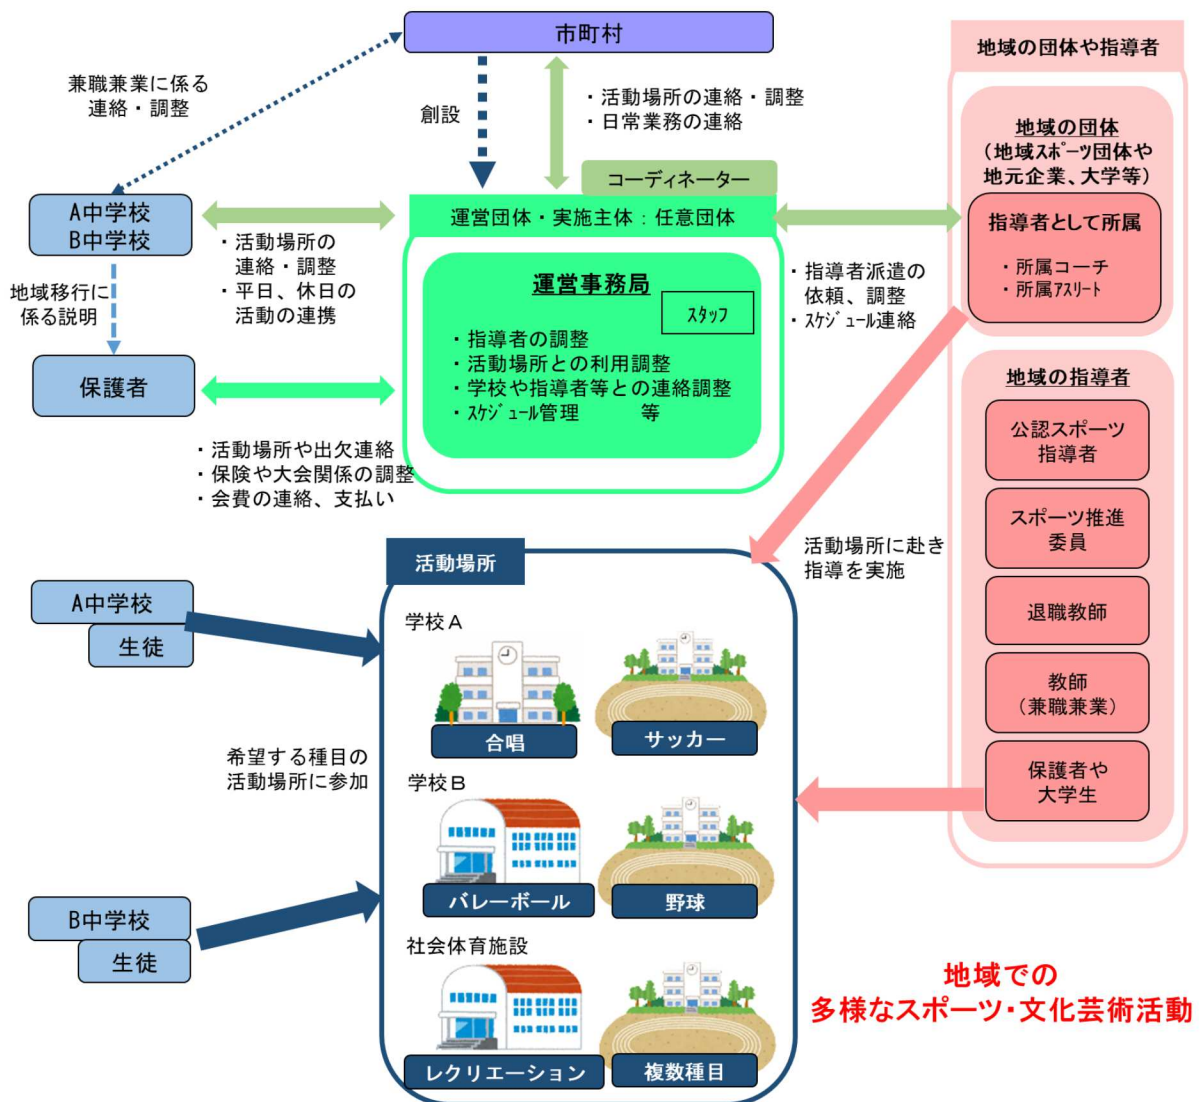 市町村
兼職兼業に係る
連絡・調整
創設
・活動場所の連絡・調整
・日常業務の連絡
コーディネーター
A中学校
B中学校
・活動場所の
連絡・調整
・平日、休日の
活動の連携
地域移行に
係る説明
保護者
・活動場所や出欠連絡
・保険や大会関係の調整
・会費の連絡、支払い
運営団体・実施主体：任意団体
運営事務局
スタッフ
・指導者の調整
・活動場所との利用調整
・学校や指導者等との連絡調整
・スケジュール管理　　　等
・指導者派遣の
依頼、調整
・スケジュール連絡
地域の団体や指導者
地域の団体
（地域スポーツ団体や
地元企業、大学等）
指導者として所属
・所属コーチ
・所属アスリート
地域の指導者
公認スポーツ
指導者
スポーツ推進
委員
退職教師
教師
（兼職兼業）
保護者や
大学生
活動場所に赴き
指導を実施
A中学校
生徒
希望する種目の
活動場所に参加
B中学校
生徒
活動場所
学校Ａ
合唱
サッカー
学校Ｂ
バレーボール
野球
社会体育施設
レクリエーション
複数種目
地域での
多様なスポーツ・文化芸術活動